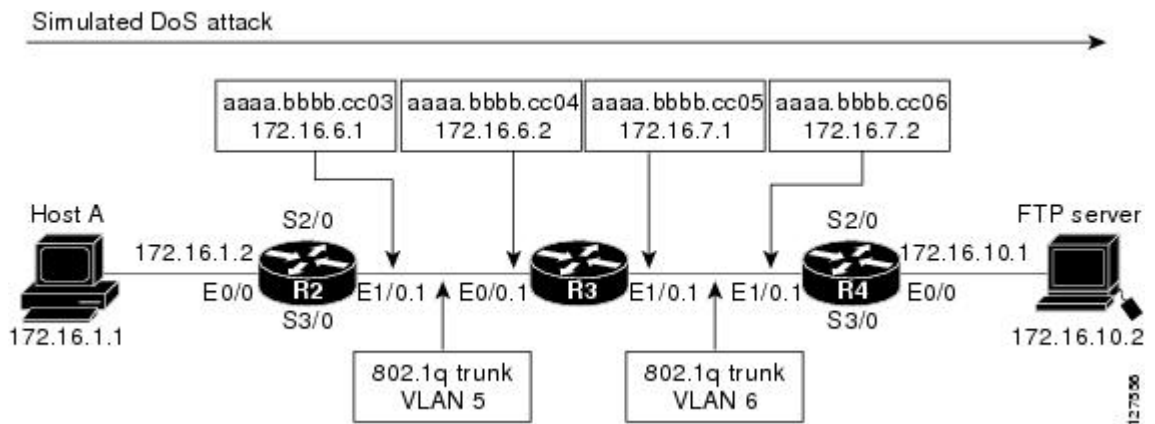 Simulated DoS attack
aaaa.bbbb.cc03
172.16.6.1
aaaa.bbbb.cc04
172.16.6.2
aaaa.bbbb.cc05
172.16.7.1
aaaa.bbbb.cc06
172.16.7.2
Host A
172.16.1.1
172.16.1.2
E0/0
S2/0
R2
S3/0
E1/0.1
E0/0.1
R3
E1/0.1
E1/0.1
S2/0
R4
S3/0
172.16.10.1
E0/0
FTP server
172.16.10.2
802.1q trunk
VLAN 5
802.1q trunk
VLAN 6
127556